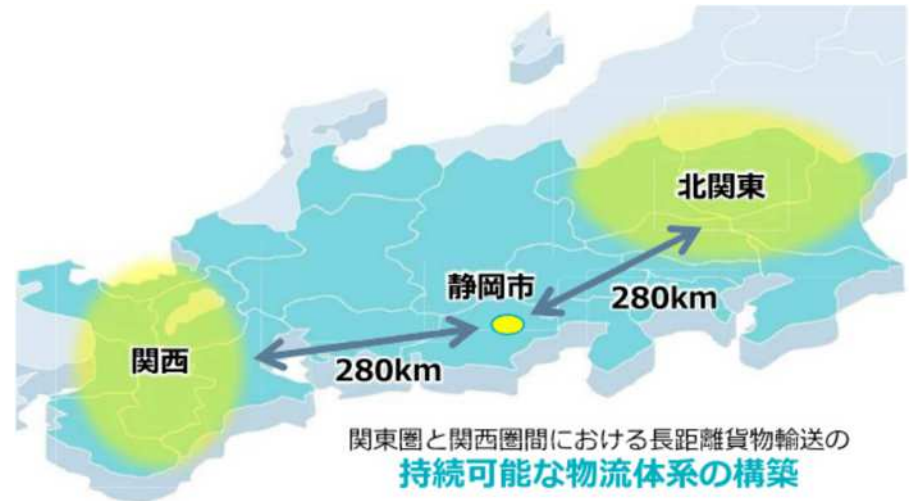 北関東
静岡市
280km
関西
280km
関東圏と関西圏間における長距離貨物輸送の
持続可能な物流体系の構築